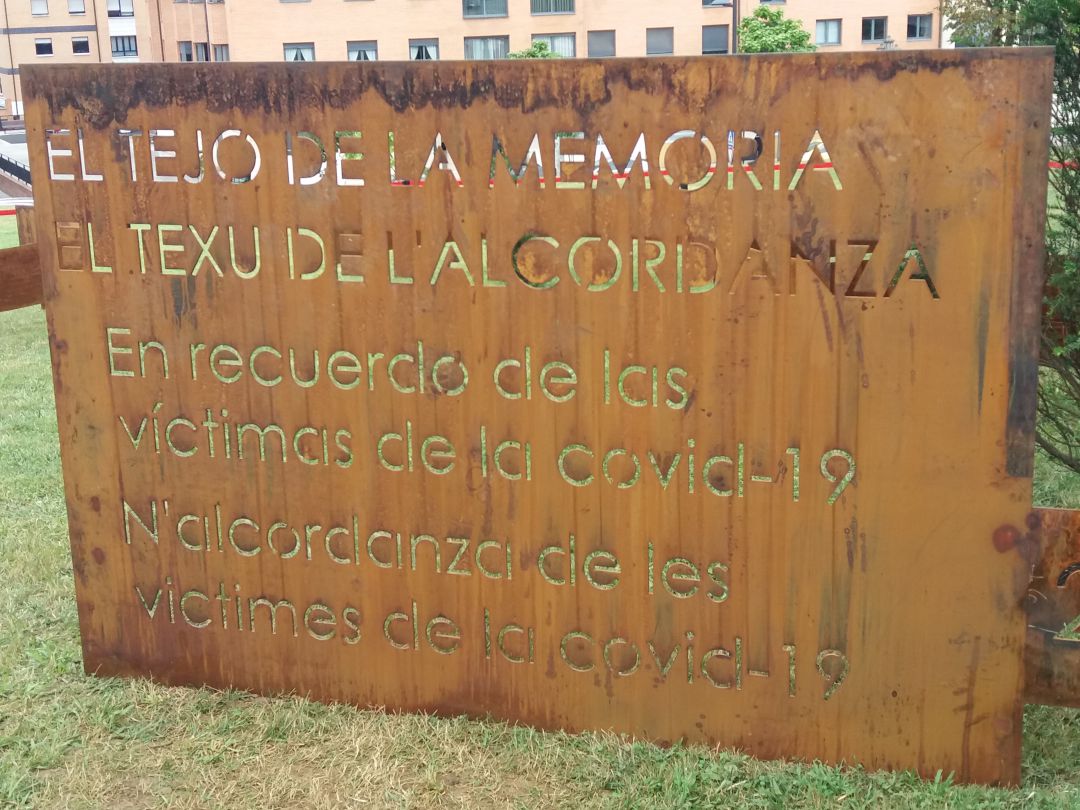 EL TEJO DE LA MEMORIA
EL TEXU DE L'ALCORDANZA
En recuerdo de las
víctimas de la covid-19
N'alcordanza de les
víctimes de la covid-19